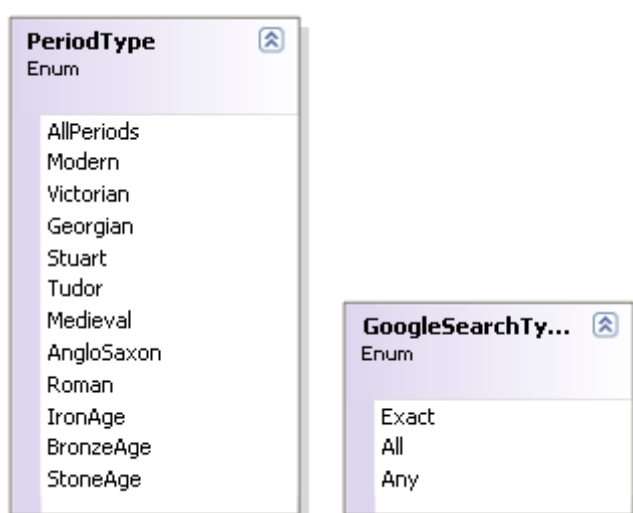 PeriodType
Enum
AllPeriods
Modern
Victorian
Georgian
Stuart
Tudor
Medieval
AngloSaxon
Roman
IronAge
BronzeAge
StoneAge
GoogleSearchTy...
Enum
Exact
All
Any